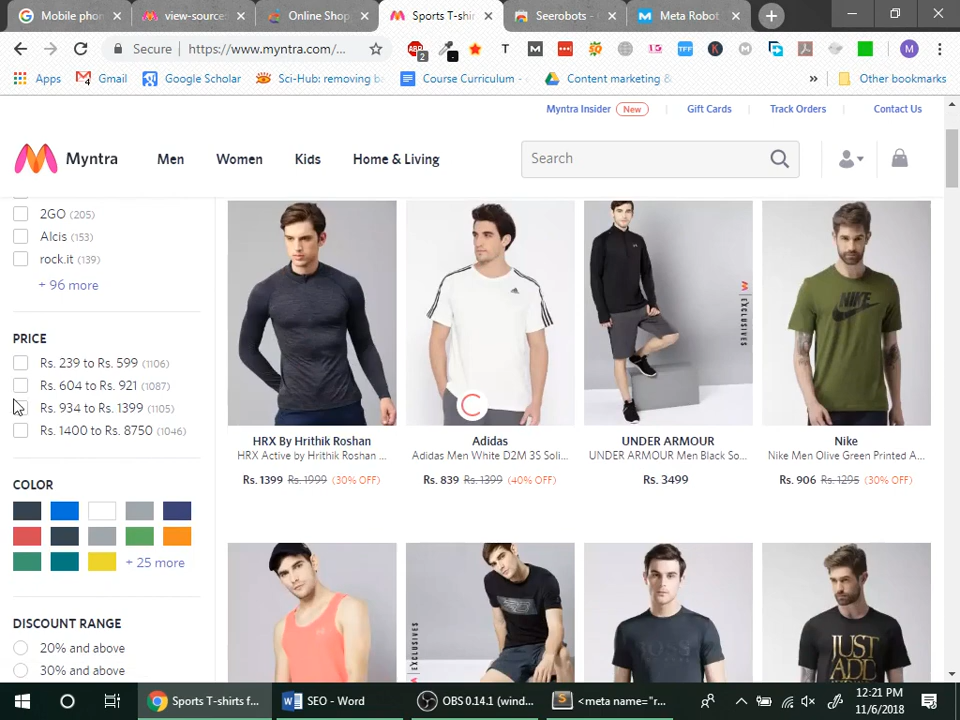 Mobile phon
view-source:
Online Shop
Sports T-shir
Seerobots -
Meta Robot
Secure https://www.myntra.com/...
Apps Gmail Google Scholar Sci-Hub: removing ba Course Curriculum - Content marketing & » Other bookmarks
Myntra Insider New Gift Cards Track Orders Contact Us
Myntra Men Women Kids Home & Living Search
2GO (205)
Alcis (153)
rock.it (139)
+ 96 more
PRICE
Rs. 239 to Rs. 599 (1106)
Rs. 604 to Rs. 921 (1087)
Rs. 934 to Rs. 1399 (1105)
Rs. 1400 to Rs. 8750 (1046)
COLOR
+ 25 more
DISCOUNT RANGE
20% and above
30% and above
HRX By Hrithik Roshan
HRX Active by Hrithik Roshan ...
Rs. 1399 Rs. 1999 (30% OFF)
Adidas
Adidas Men White D2M 3S Soli...
Rs. 839 Rs. 1399 (40% OFF)
EXCLUSIVES
UNDER ARMOUR
UNDER ARMOUR Men Black So...
Rs. 3499
NIKE
Nike
Nike Men Olive Green Printed A...
Rs. 906 Rs. 1295 (30% OFF)
EXCLUSIVES
BOSS
JUST
ADD
Sports T-shirts f...
SEO - Word
OBS 0.14.1 (wind...
<meta name="r...
12:21 PM
11/6/2018